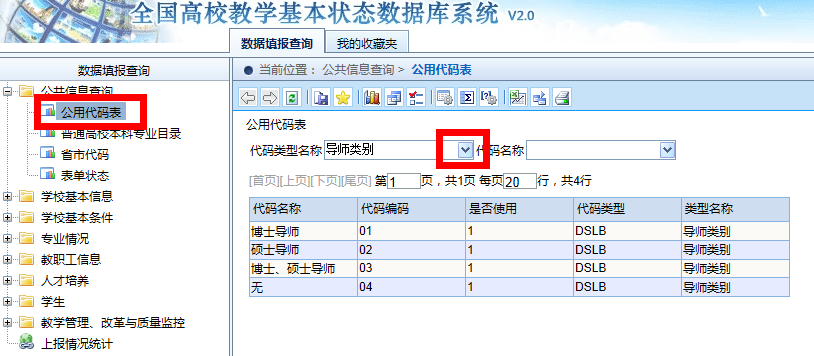 全国高校教学基本状态数据库系统 V2.0
数据填报查询 我的收藏夹
数据填报查询
公共信息查询
公用代码表
普通高校本科专业目录
省市代码
表单状态
学校基本信息
学校基本条件
专业情况
教职工信息
人才培养
学生
教学管理、改革与质量监控
上报情况统计
当前位置： 公共信息查询 > 公用代码表
公用代码表
代码类型名称 导师类别 代码名称
[首页][上页][下页][尾页] 第1页，共1页 每页20行，共4行
代码名称 代码编码 是否使用 代码类型 类型名称
博士导师 01 1 DSLB 导师类别
硕士导师 02 1 DSLB 导师类别
博士、硕士导师 03 1 DSLB 导师类别
无 04 1 DSLB 导师类别